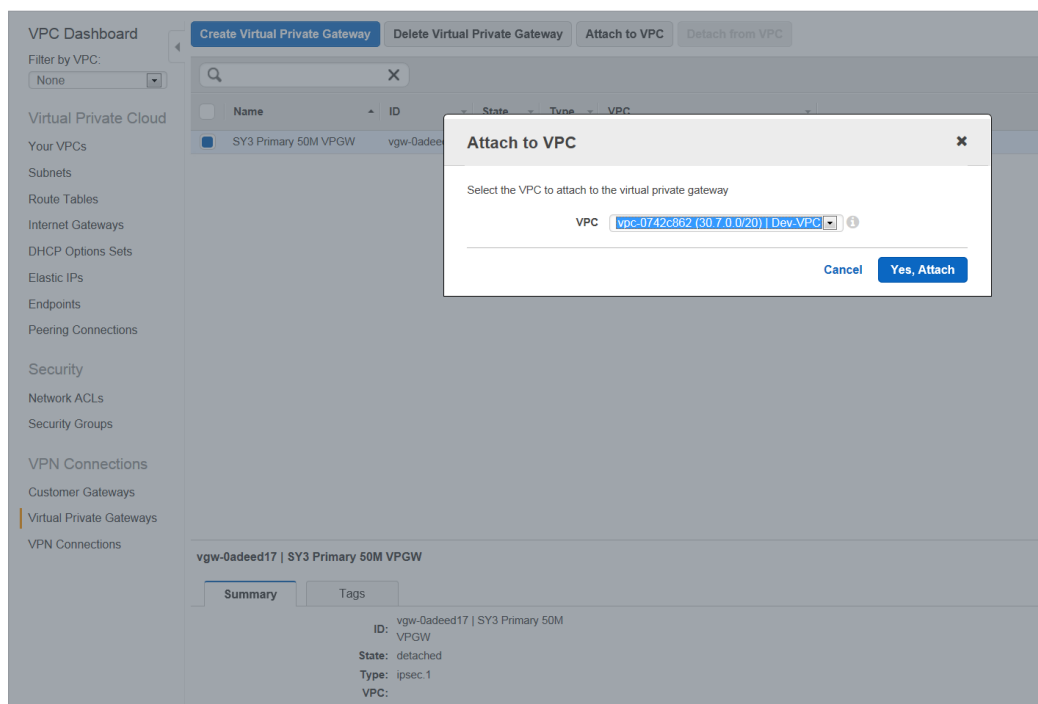 VPC Dashboard
Filter by VPC:
None
Virtual Private Cloud
Your VPCs
Subnets
Route Tables
Internet Gateways
DHCP Options Sets
Elastic IPs
Endpoints
Peering Connections
Security
Network ACLs
Security Groups
VPN Connections
Customer Gateways
Virtual Private Gateways
VPN Connections
Create Virtual Private Gateway Delete Virtual Private Gateway Attach to VPC Detach from VPC
Name ID State Type VPC
SY3 Primary 50M VPGW vgw-0adee
Attach to VPC
Select the VPC to attach to the virtual private gateway
VPC vpc-0742c862 (30.7.0.0/20) | Dev-VPC
Cancel Yes, Attach
vgw-0adeed17 | SY3 Primary 50M VPGW
Summary Tags
ID: vgw-0adeed17 | SY3 Primary 50M
VPGW
State: detached
Type: ipsec.1
VPC: